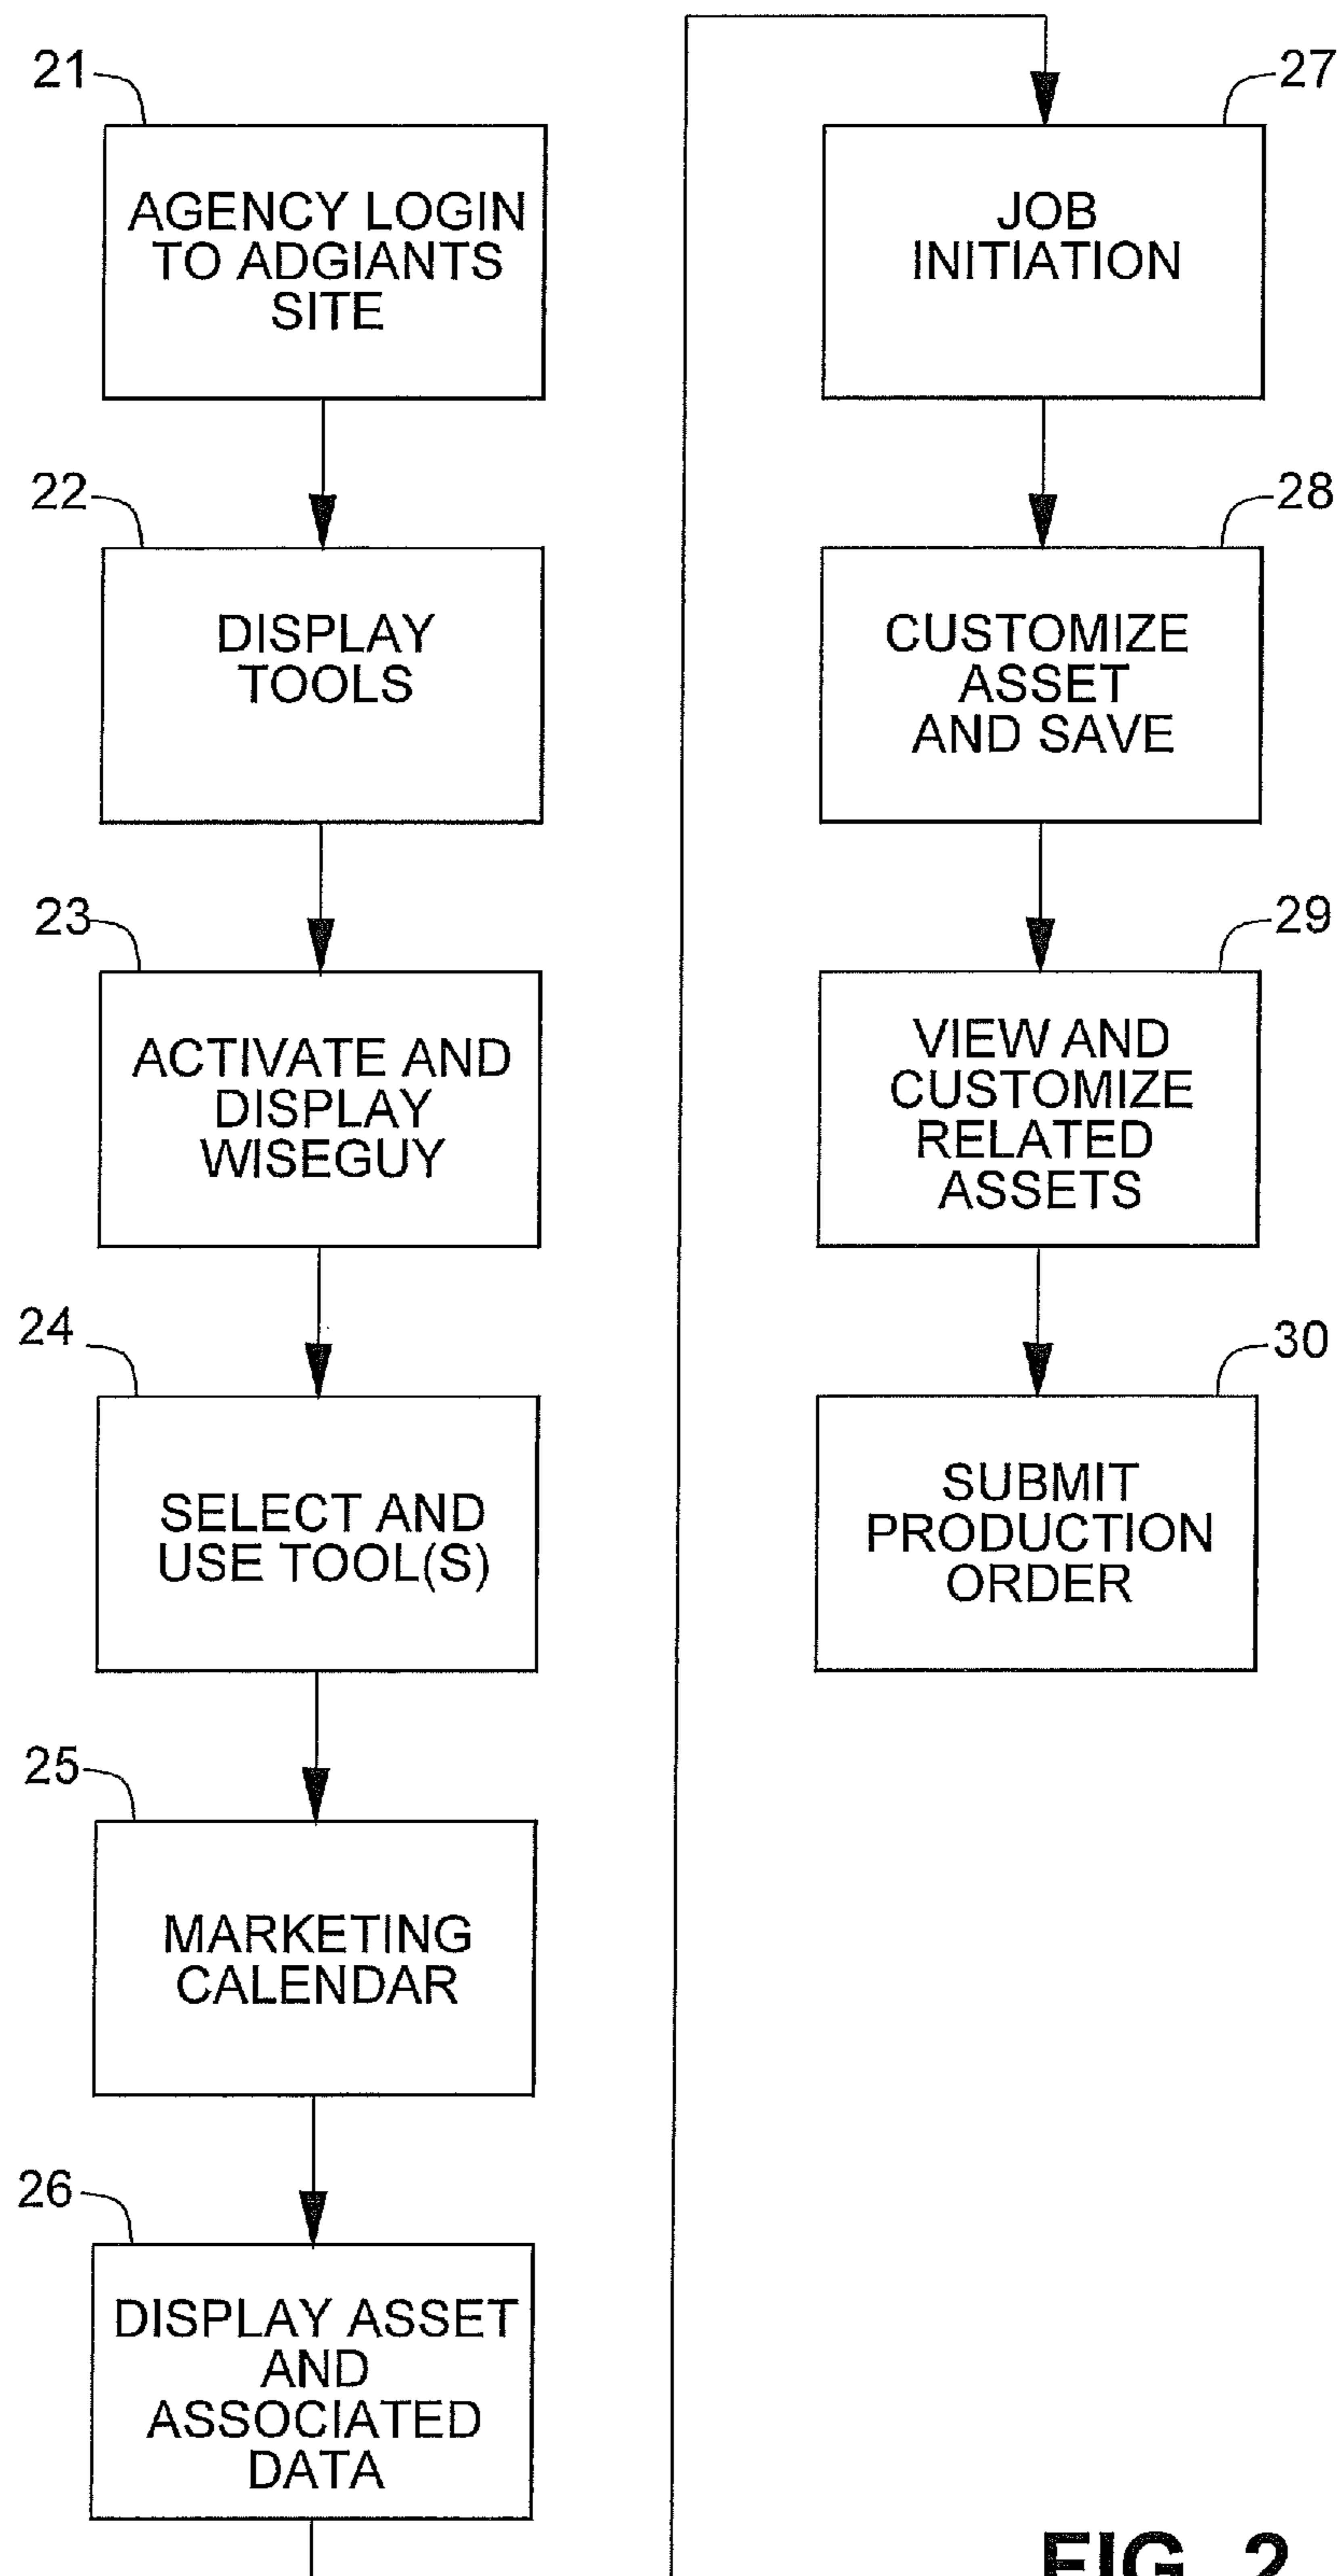 21
AGENCY LOGIN
TO ADGIANTS
SITE
22
DISPLAY
TOOLS
23
ACTIVATE AND
DISPLAY
WISEGUY
24
SELECT AND
USE TOOL(S)
25
MARKETING
CALENDAR
26
DISPLAY ASSET
AND
ASSOCIATED
DATA
27
JOB
INITIATION
28
CUSTOMIZE
ASSET
AND SAVE
29
VIEW AND
CUSTOMIZE
RELATED
ASSETS
30
SUBMIT
PRODUCTION
ORDER
FIG. 2